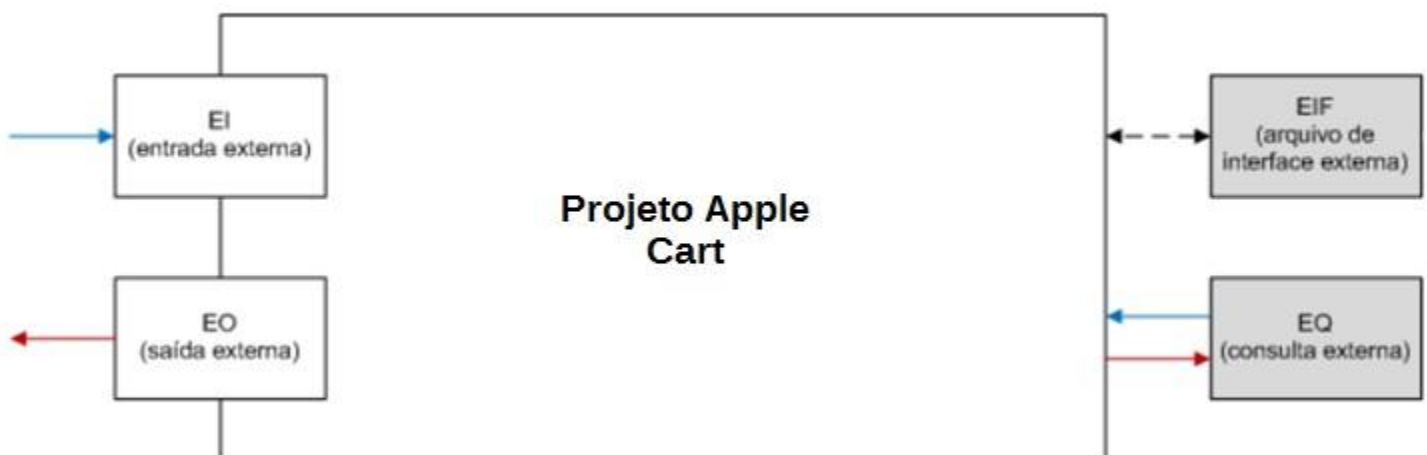 EI
(entrada externa)
EIF
(arquivo de
interface externa)
Projeto Apple
Cart
EO
(saída externa)
EQ
(consulta externa)